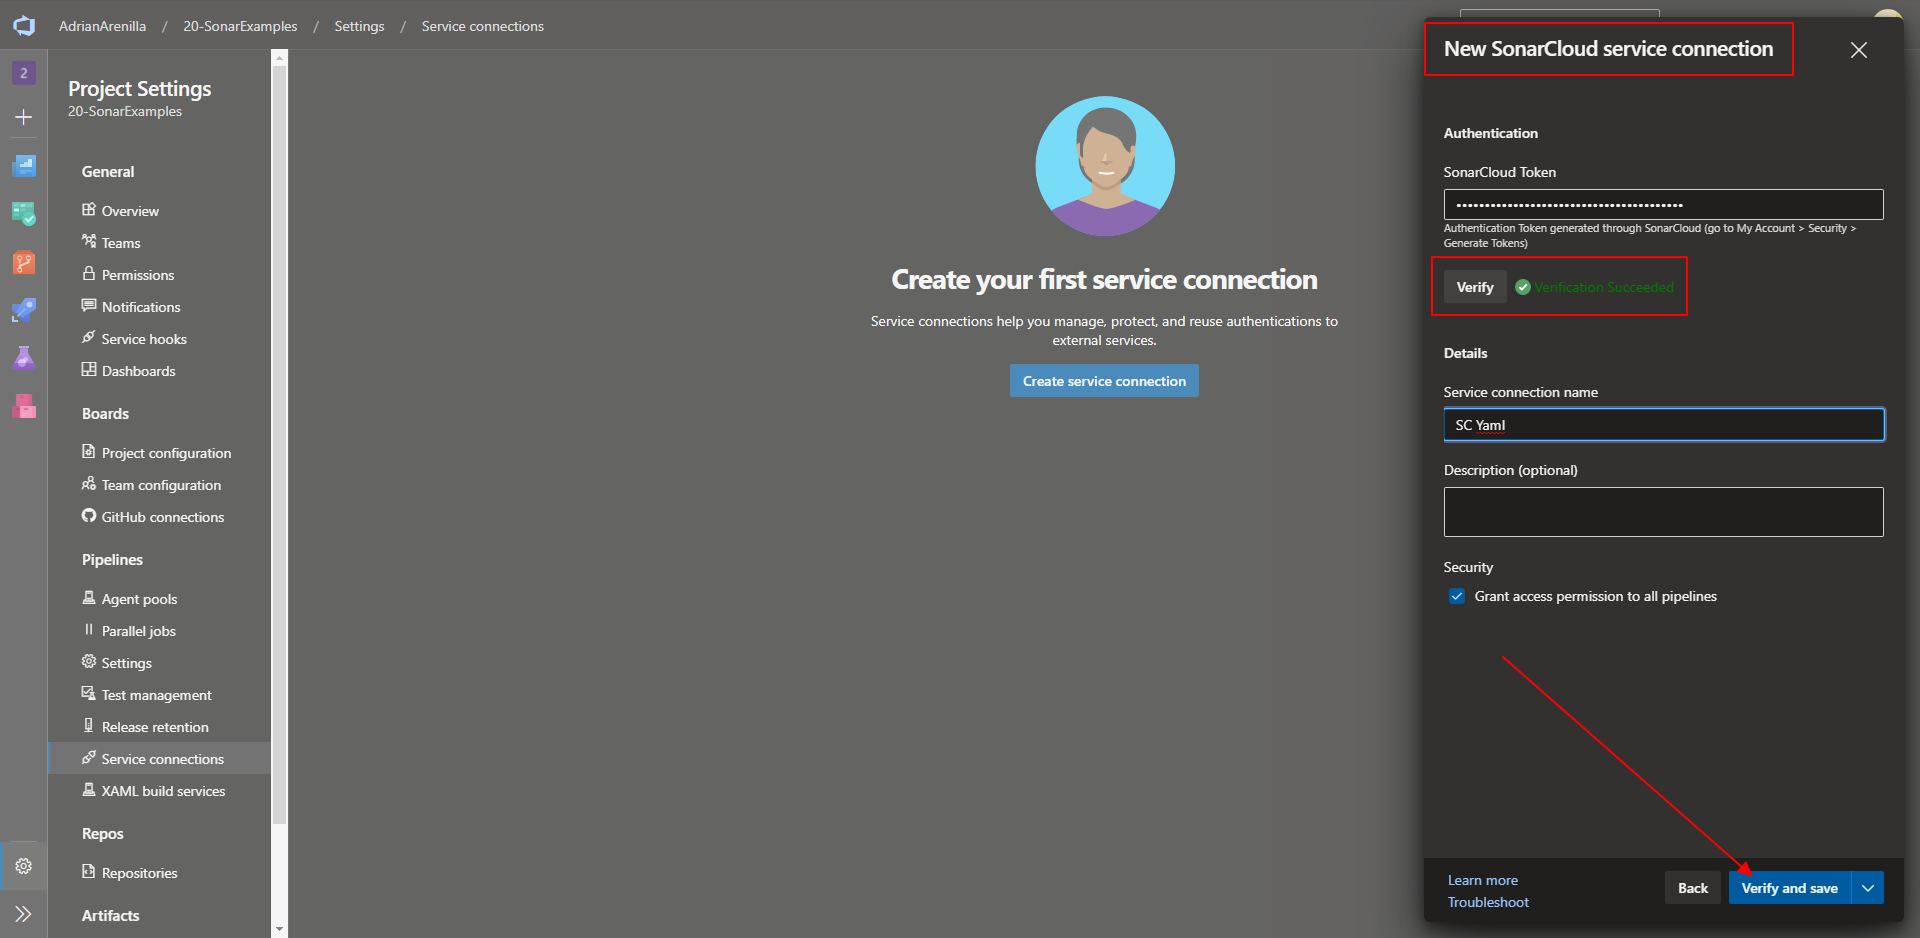 AdrianArenilla / 20-SonarExamples / Settings / Service connections
2
Project Settings
20-SonarExamples
General
Overview
Teams
Permissions
Notifications
Service hooks
Dashboards
Boards
Project configuration
Team configuration
GitHub connections
Pipelines
Agent pools
Parallel jobs
Settings
Test management
Release retention
Service connections
XAML build services
Repos
Repositories
Artifacts
Create your first service connection
Service connections help you manage, protect, and reuse authentications to
external services.
Create service connection
New SonarCloud service connection
Authentication
SonarCloud Token
••••••••••••••••••••••••••••••••••••••••
Authentication Token generated through SonarCloud (go to My Account > Security >
Generate Tokens)
Verify Verification Succeeded
Details
Service connection name
SC Yaml
Description (optional)
Security
Grant access permission to all pipelines
Learn more
Troubleshoot
Back Verify and save